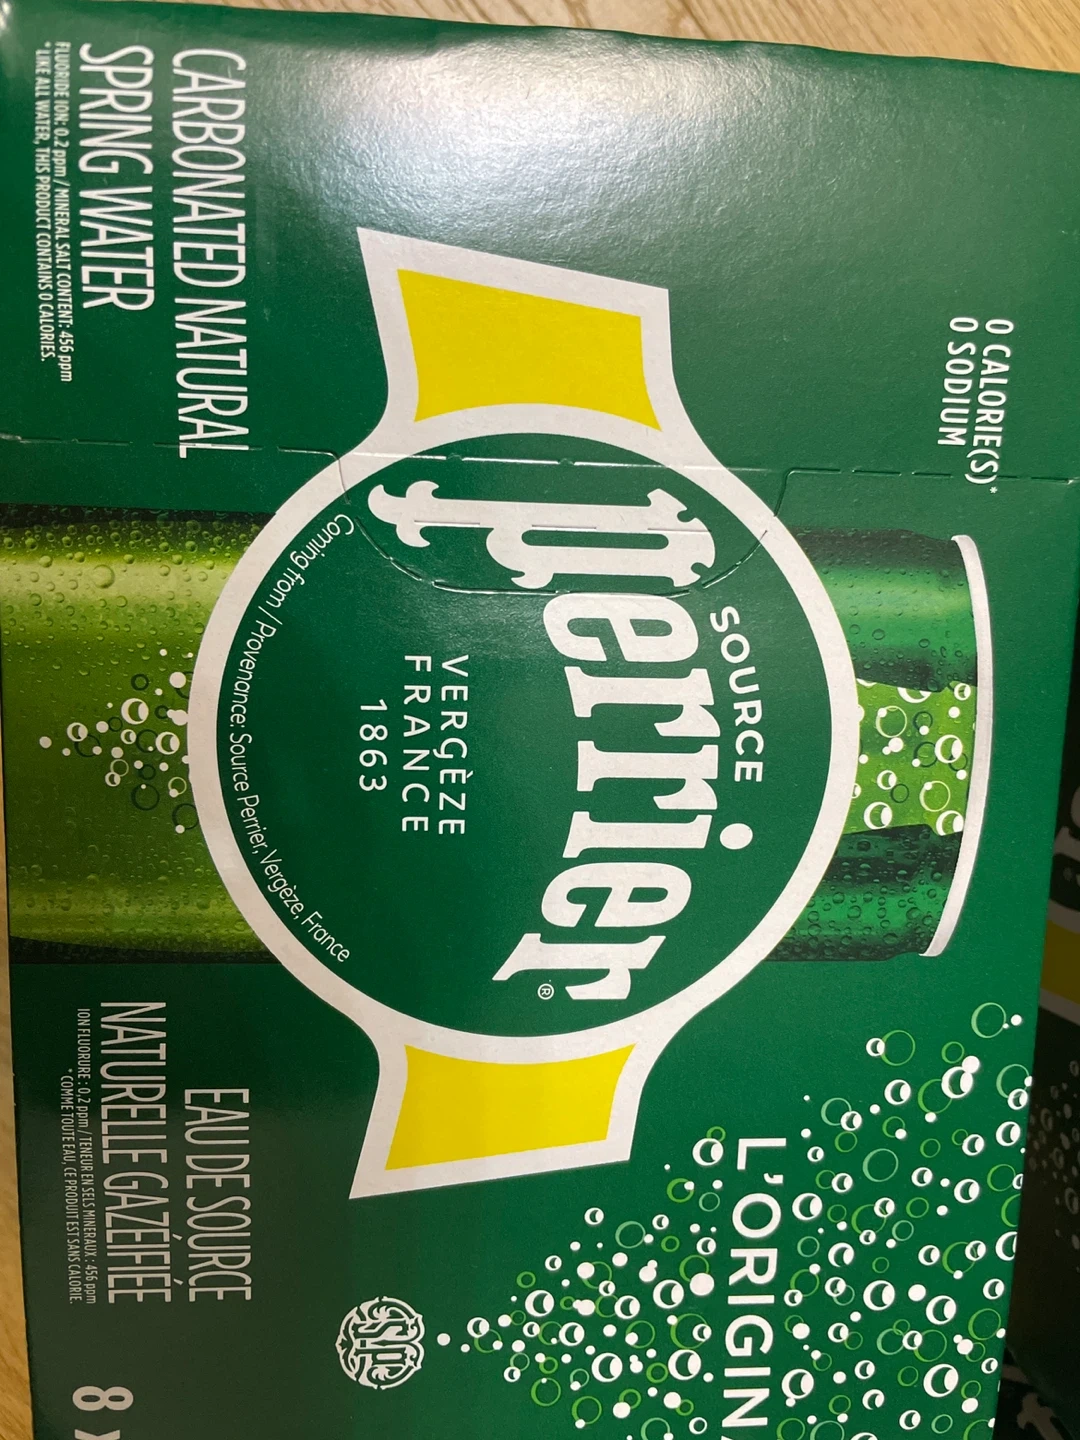 0 CALORIE(S)*
0 SODIUM
L'ORIGINA
SOURCE
perrier®
VERGÈZE
FRANCE
1863
Coming from / Provenance: Source Perrier, Vergèze, France
CARBONATED NATURAL
SPRING WATER
FLUORIDE ION: 0.2 ppm / MINERAL SALT CONTENT: 456 ppm
*LIKE ALL WATER, THIS PRODUCT CONTAINS 0 CALORIES.
EAU DE SOURCE
NATURELLE GAZÉIFIÉE
ION FLUORURE : 0,2 ppm / TENEUR EN SELS MINÉRAUX : 456 ppm
*COMME TOUTE EAU, CE PRODUIT EST SANS CALORIE.
8